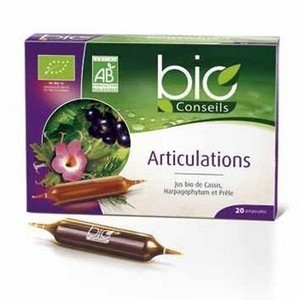 AB
bio
Conseils
Articulations
Jus bio de Cassis,
Harpagophytum et Prêle
20 ampoules
bio